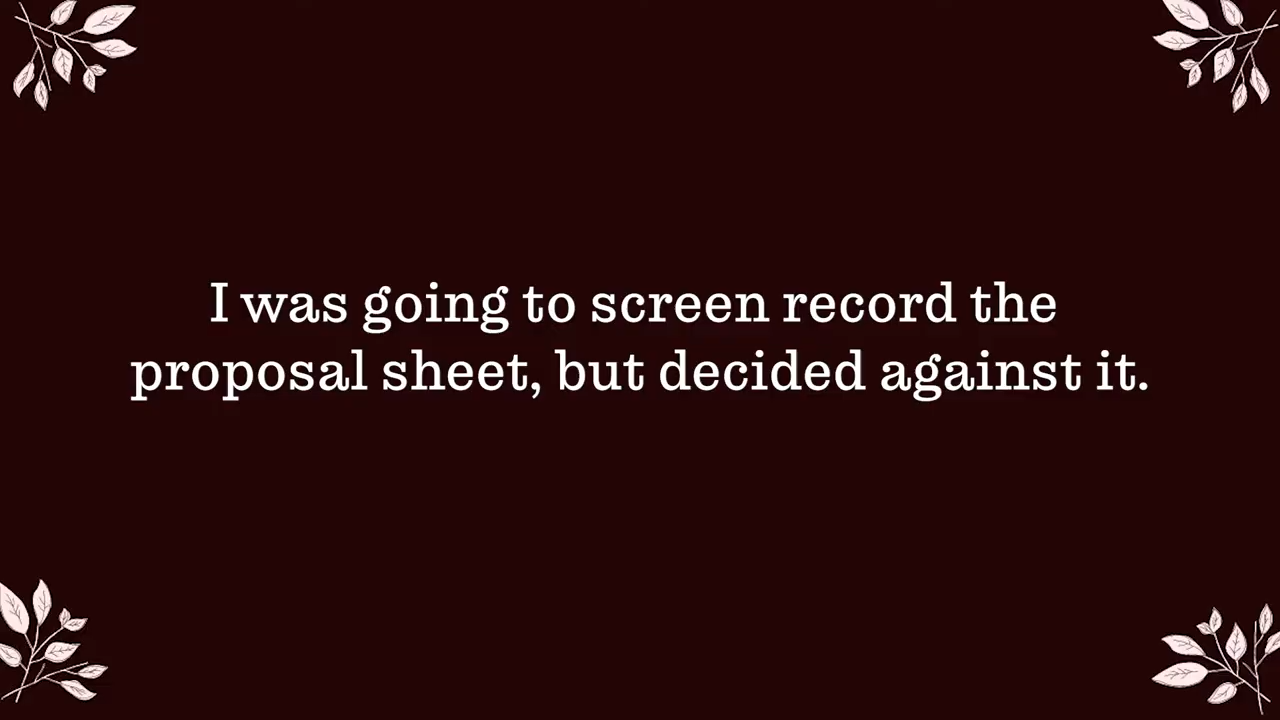 I was going to screen record the
proposal sheet, but decided against it.